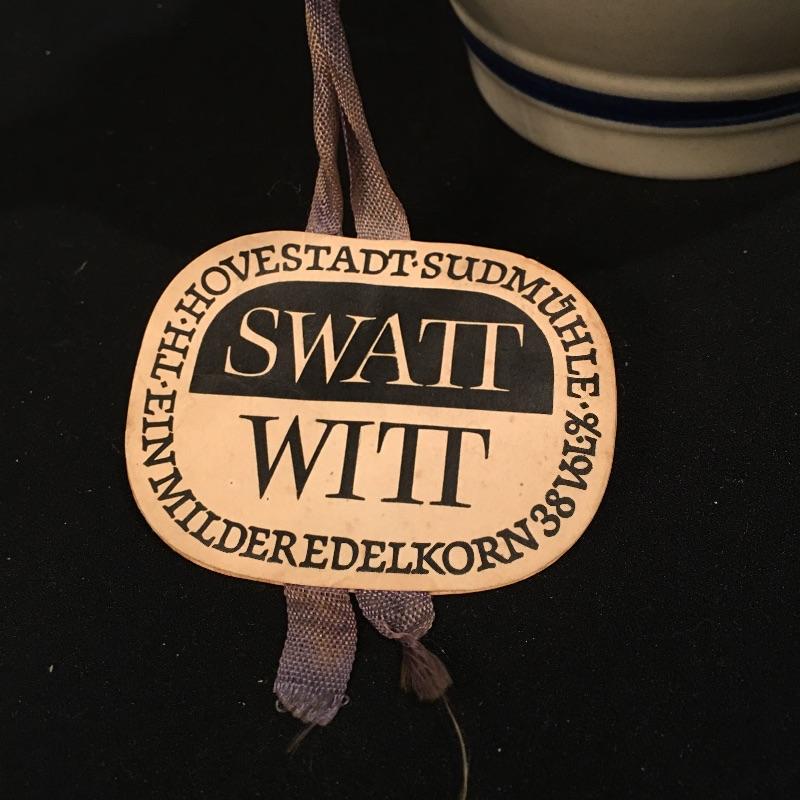 TH·HOVESTADT·SUDMÜHLE·
SWATT
WITT
EIN MILDER EDELKORN 38 VOL.%·